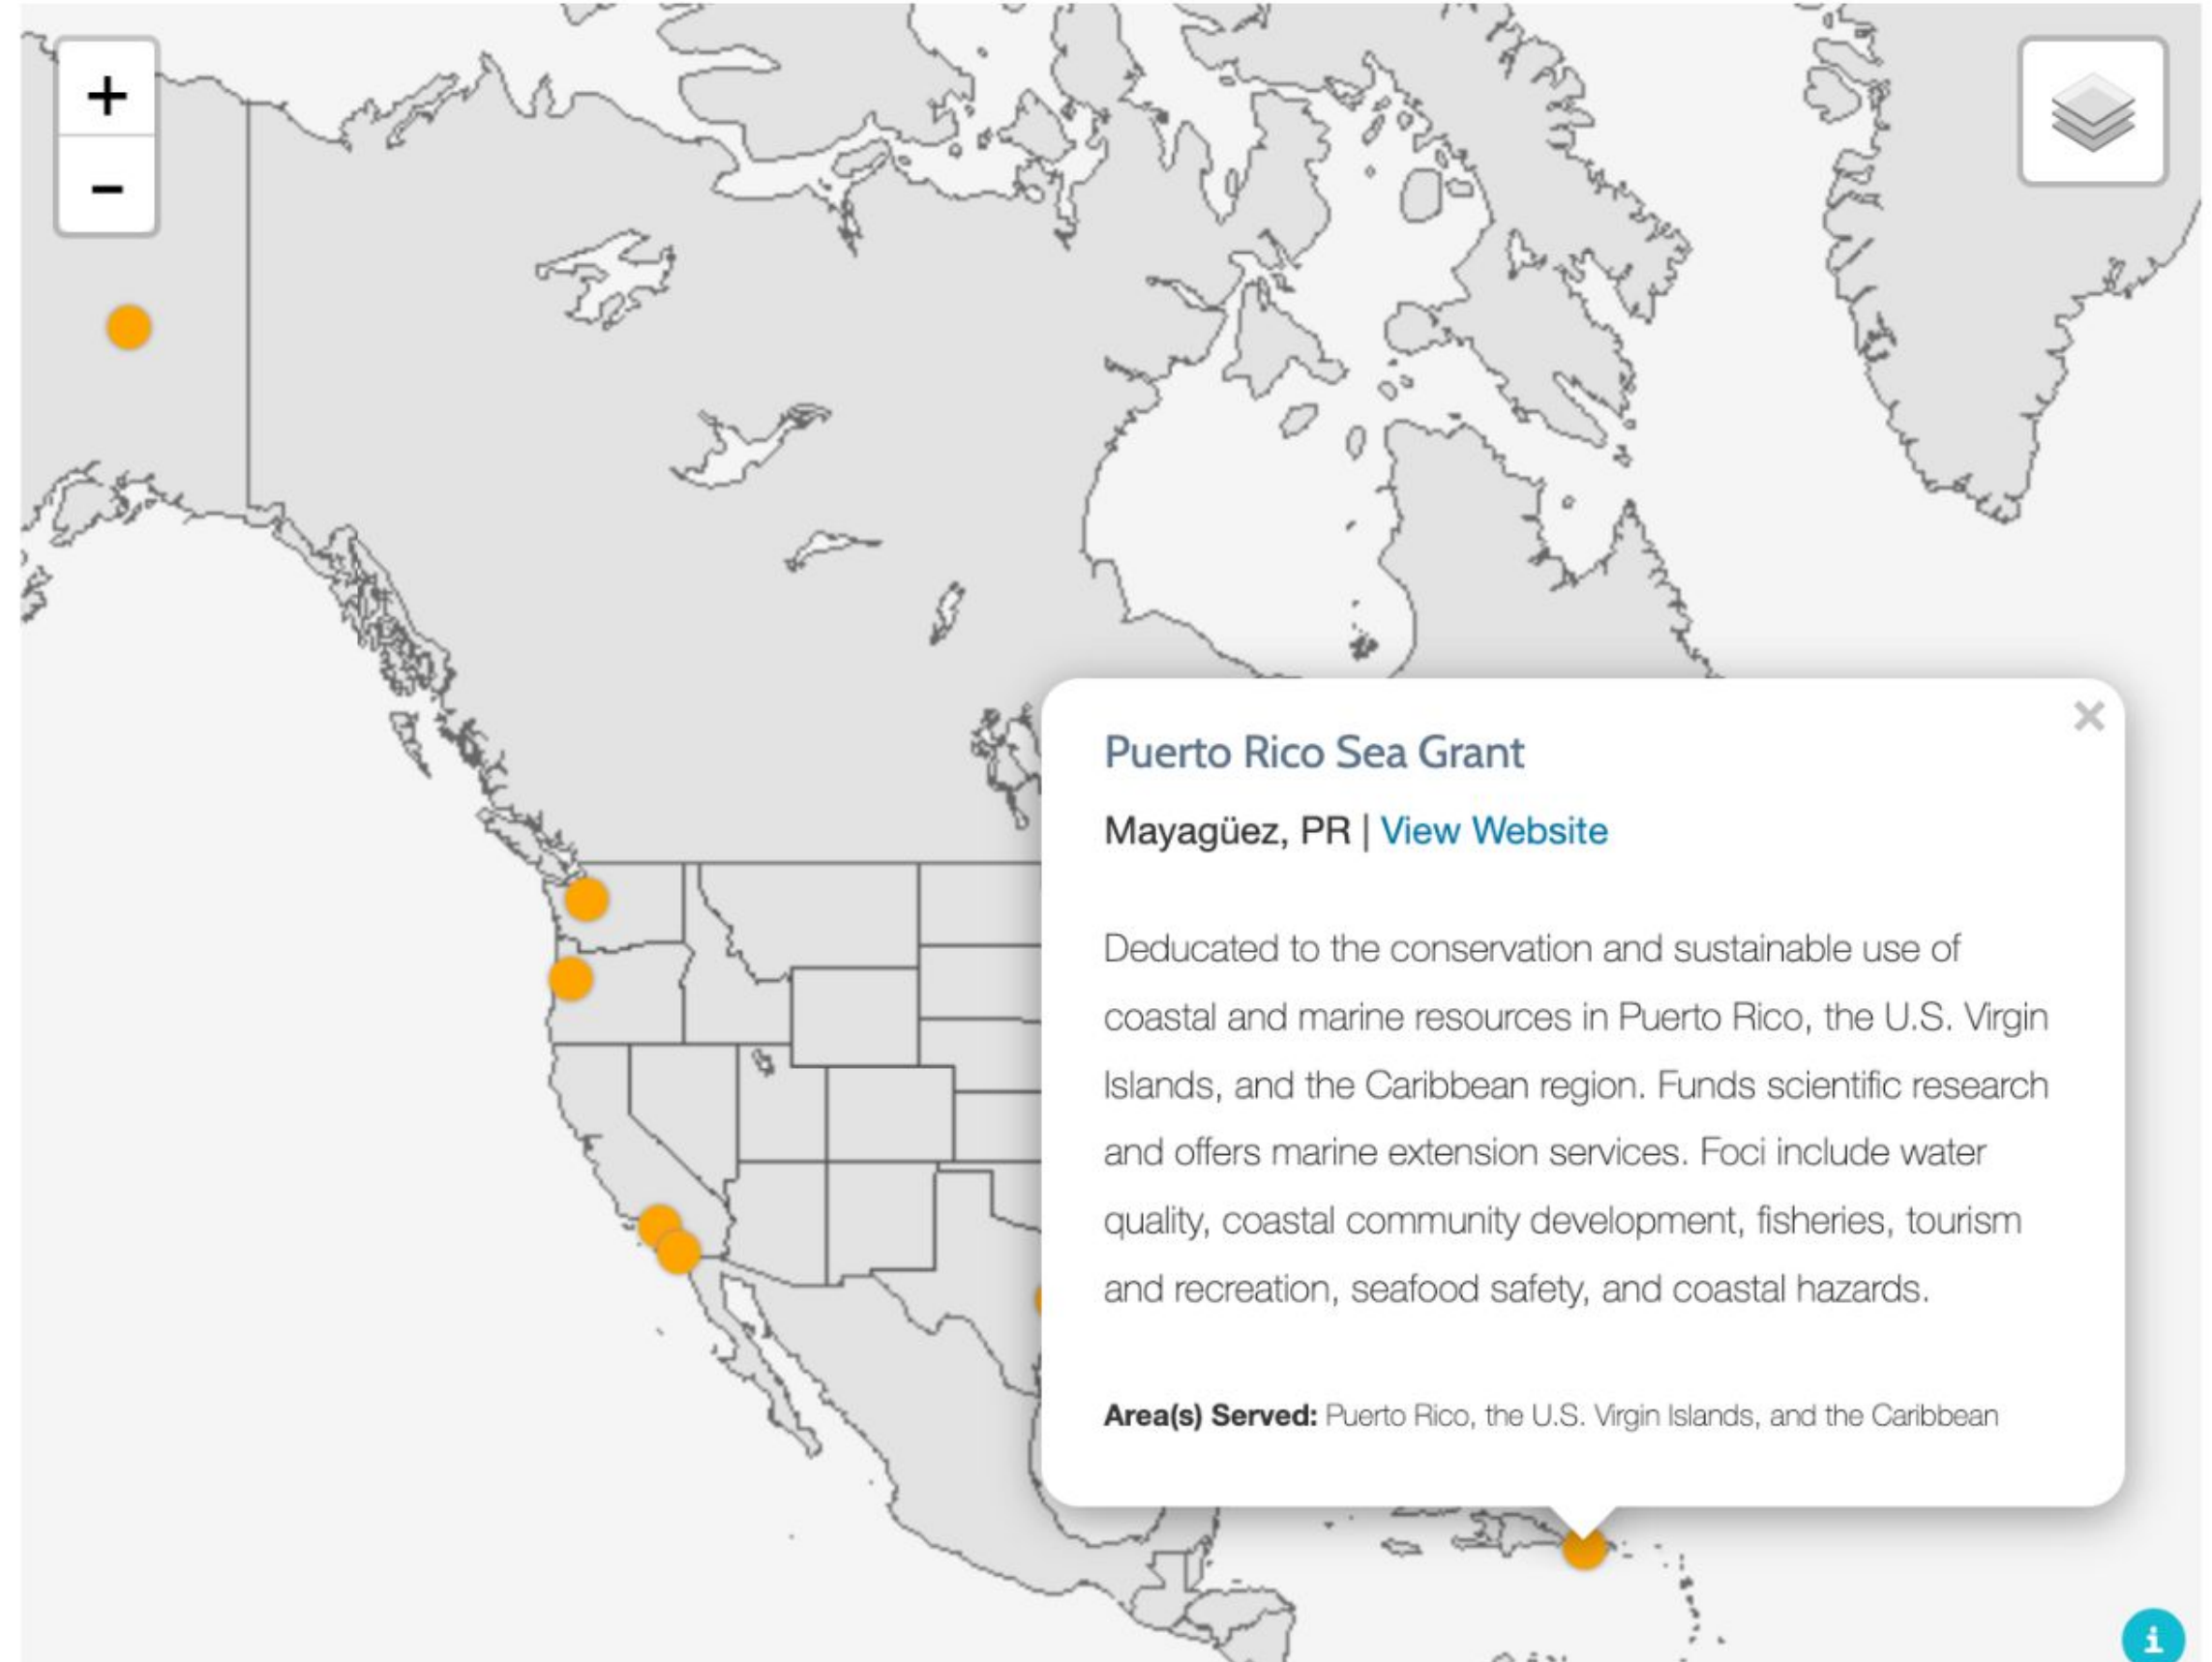 +
−
Puerto Rico Sea Grant
×
Mayagüez, PR | View Website
Deducated to the conservation and sustainable use of
coastal and marine resources in Puerto Rico, the U.S. Virgin
Islands, and the Caribbean region. Funds scientific research
and offers marine extension services. Foci include water
quality, coastal community development, fisheries, tourism
and recreation, seafood safety, and coastal hazards.
Area(s) Served: Puerto Rico, the U.S. Virgin Islands, and the Caribbean
i